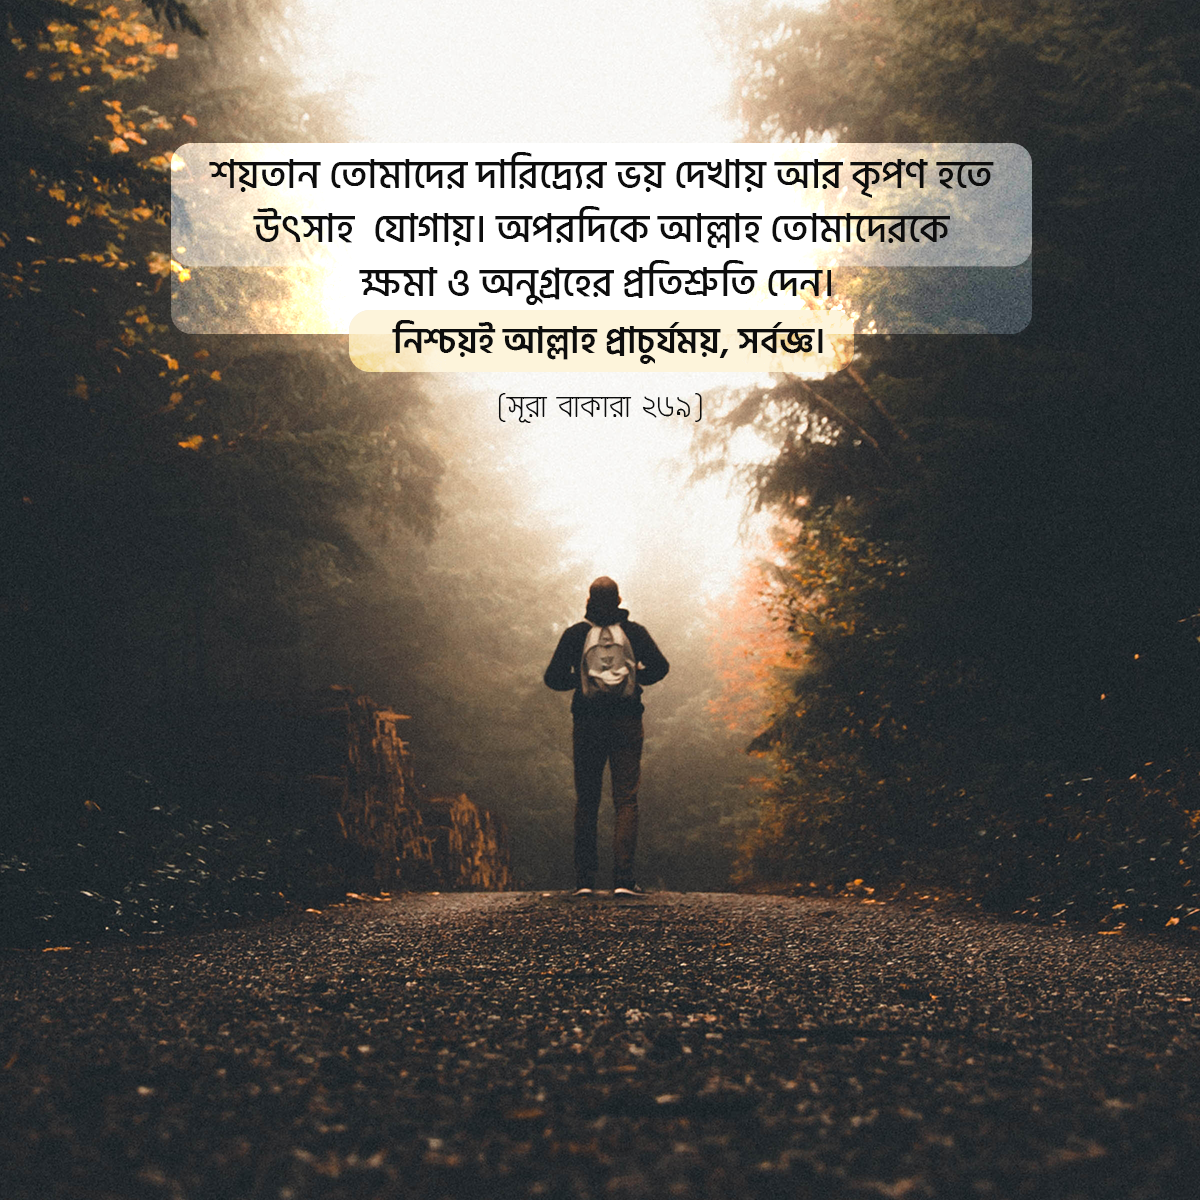 শয়তান তোমাদের দারিদ্র্যের ভয় দেখায় আর কৃপণ হতে
উৎসাহ যোগায়। অপরদিকে আল্লাহ তোমাদেরকে
ক্ষমা ও অনুগ্রহের প্রতিশ্রুতি দেন।
নিশ্চয়ই আল্লাহ প্রাচুর্যময়, সর্বজ্ঞ।
(সূরা বাকারা ২৬৯)